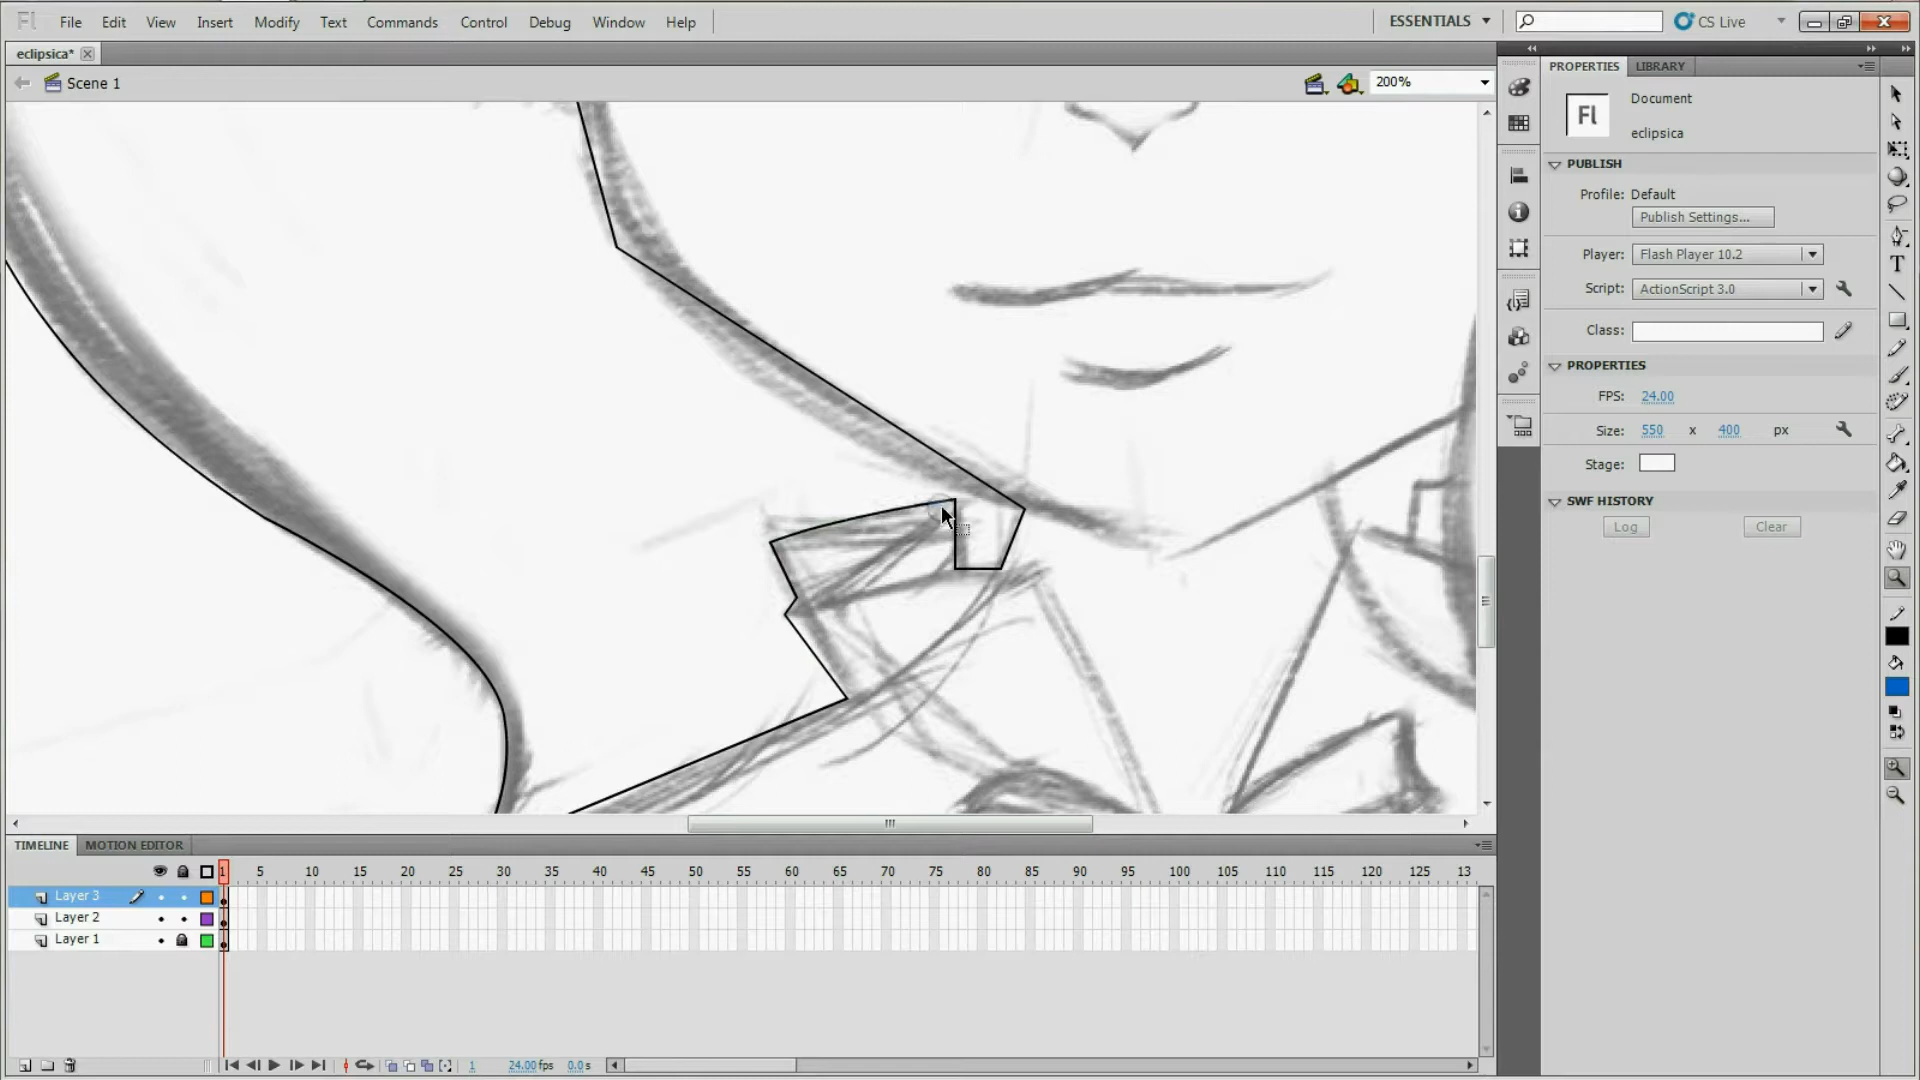 Fl File Edit View Insert Modify Text Commands Control Debug Window Help ESSENTIALS CS Live
eclipsica*
Scene 1 200%
PROPERTIES LIBRARY
Fl Document
eclipsica
PUBLISH
Profile: Default
Publish Settings...
Player: Flash Player 10.2
Script: ActionScript 3.0
Class:
PROPERTIES
FPS: 24.00
Size: 550 x 400 px
Stage:
SWF HISTORY
Log Clear
TIMELINE MOTION EDITOR
1 5 10 15 20 25 30 35 40 45 50 55 60 65 70 75 80 85 90 95 100 105 110 115 120 125 13
Layer 3
Layer 2
Layer 1
1 24.00 fps 0.0 s